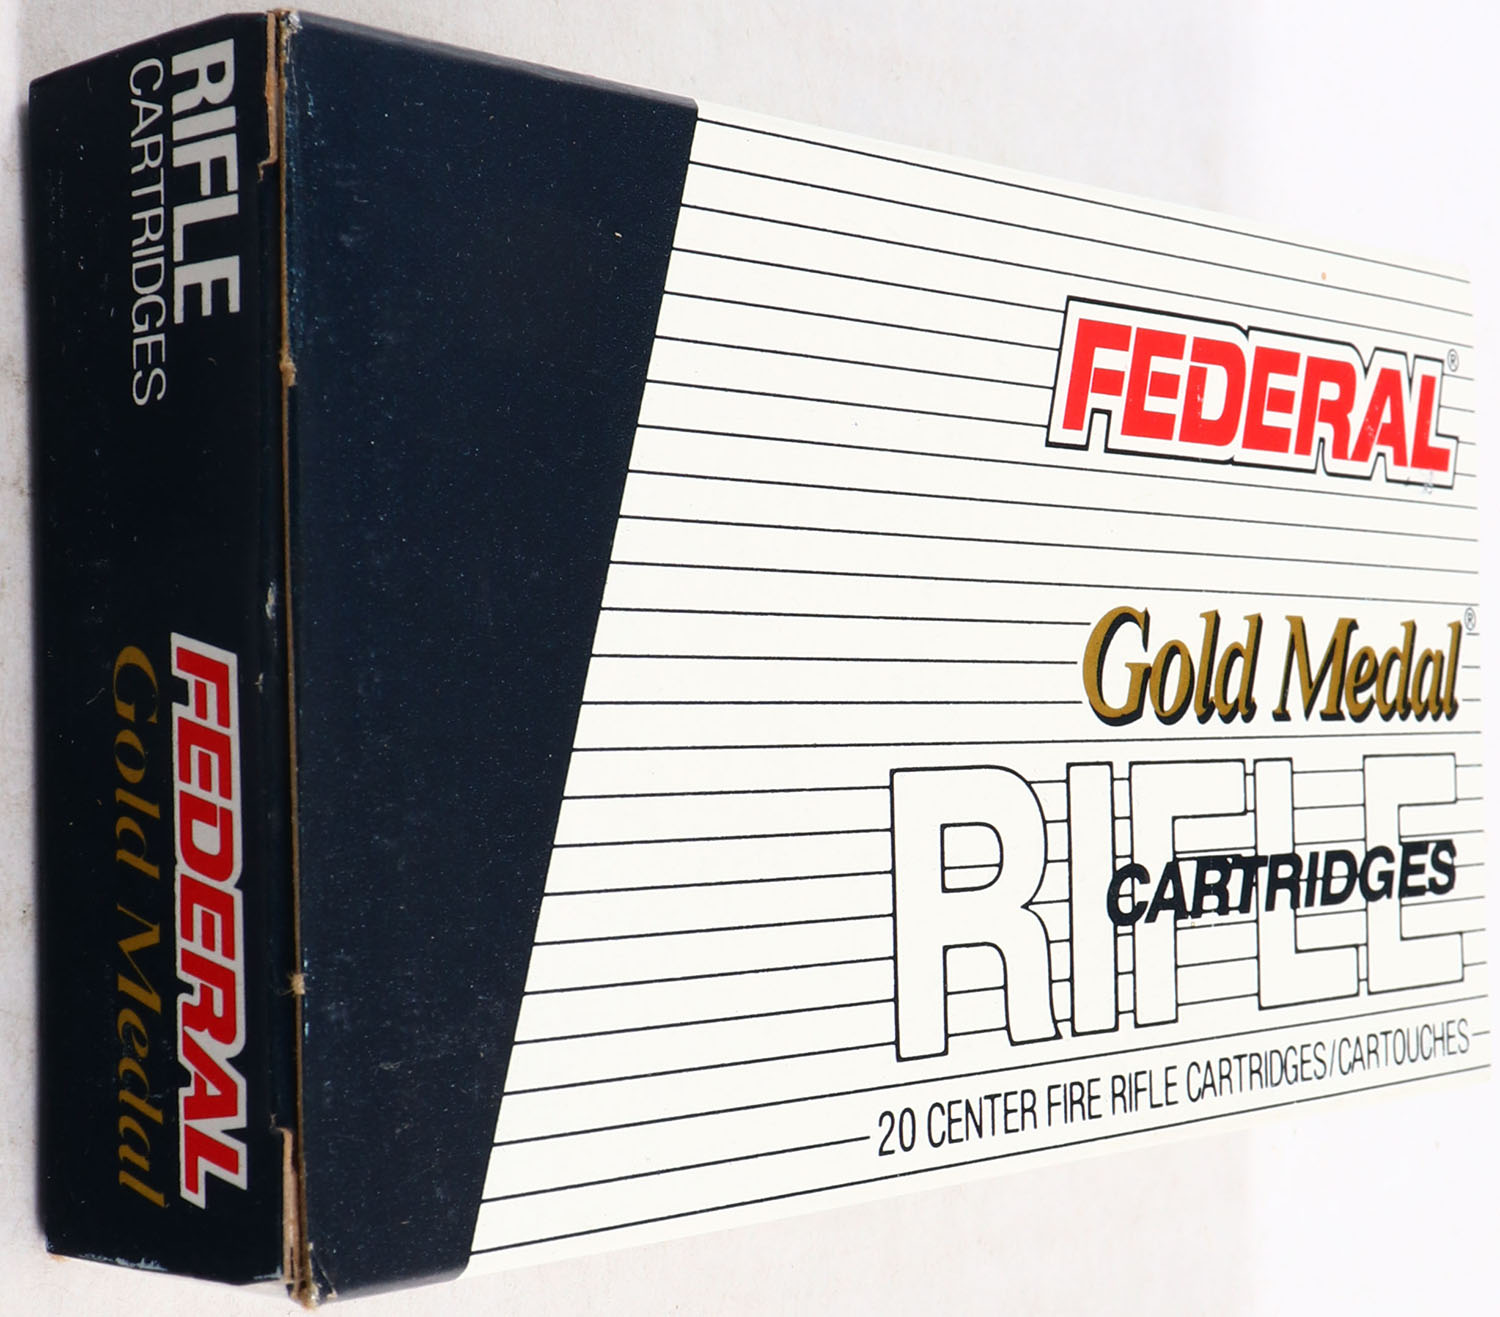 RIFLE
CARTRIDGES
FEDERAL
Gold Medal
FEDERAL®
Gold Medal®
RIFLE
CARTRIDGES
20 CENTER FIRE RIFLE CARTRIDGES/CARTOUCHES